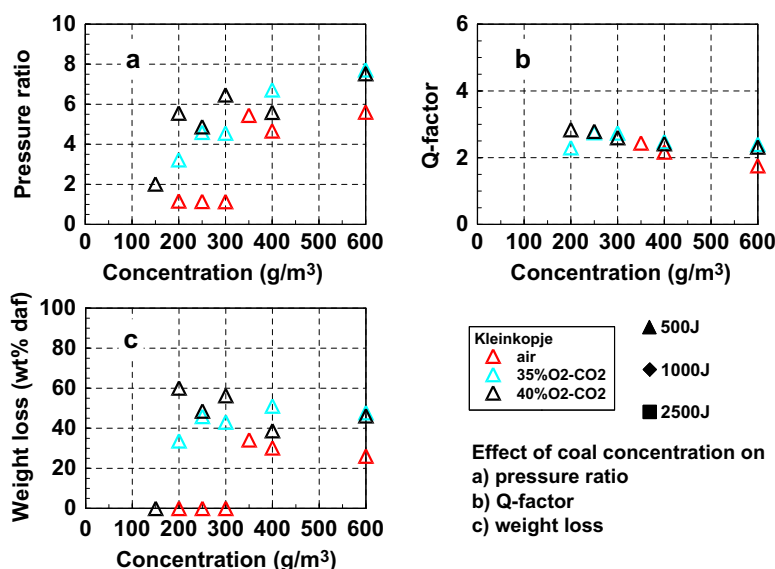 10
8
6
4
2
0
Pressure ratio
a
0 100 200 300 400 500 600
Concentration (g/m3)
6
4
2
0
Q-factor
b
0 100 200 300 400 500 600
Concentration (g/m3)
100
80
60
40
20
0
Weight loss (wt% daf)
c
0 100 200 300 400 500 600
Concentration (g/m3)
Kleinkopje
air
35%O2-CO2
40%O2-CO2
500J
1000J
2500J
Effect of coal concentration on
a) pressure ratio
b) Q-factor
c) weight loss